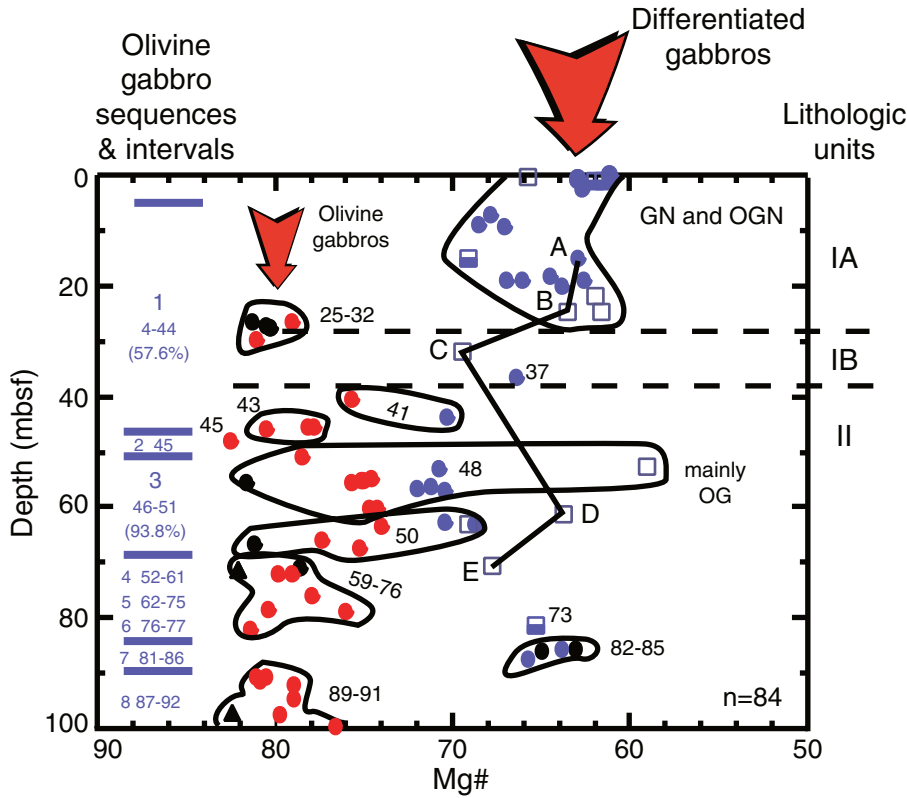 Olivine
gabbro
sequences
& intervals
Differentiated
gabbros
Lithologic
units
Olivine
gabbros
GN and OGN
0
20
40
60
80
100
Depth (mbsf)
90
80
70
60
50
Mg#
1
4-44
(57.6%)
2 45
3
46-51
(93.8%)
4 52-61
5 62-75
6 76-77
7 81-86
8 87-92
A
B
C
D
E
25-32
37
41
43
45
48
50
59-76
73
82-85
89-91
mainly
OG
n=84
IA
IB
II